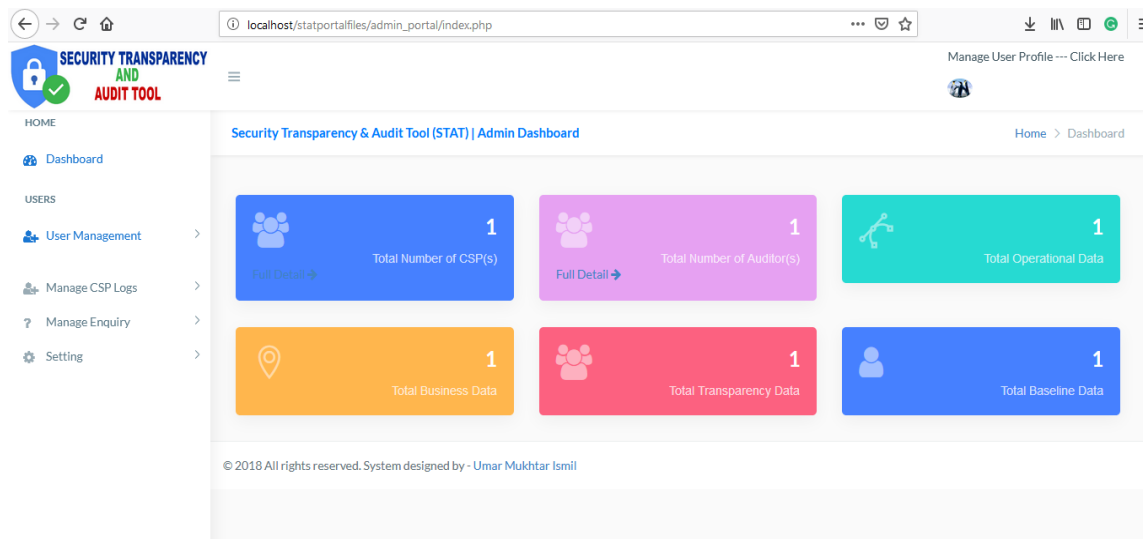 localhost/statportalfiles/admin_portal/index.php
SECURITY TRANSPARENCY
AND
AUDIT TOOL
Manage User Profile --- Click Here
HOME
Dashboard
USERS
User Management
Manage CSP Logs
? Manage Enquiry
Setting
Security Transparency & Audit Tool (STAT) | Admin Dashboard
Home > Dashboard
1
Total Number of CSP(s)
Full Detail
1
Total Number of Auditor(s)
Full Detail
1
Total Operational Data
1
Total Business Data
1
Total Transparency Data
1
Total Baseline Data
© 2018 All rights reserved. System designed by - Umar Mukhtar Ismil